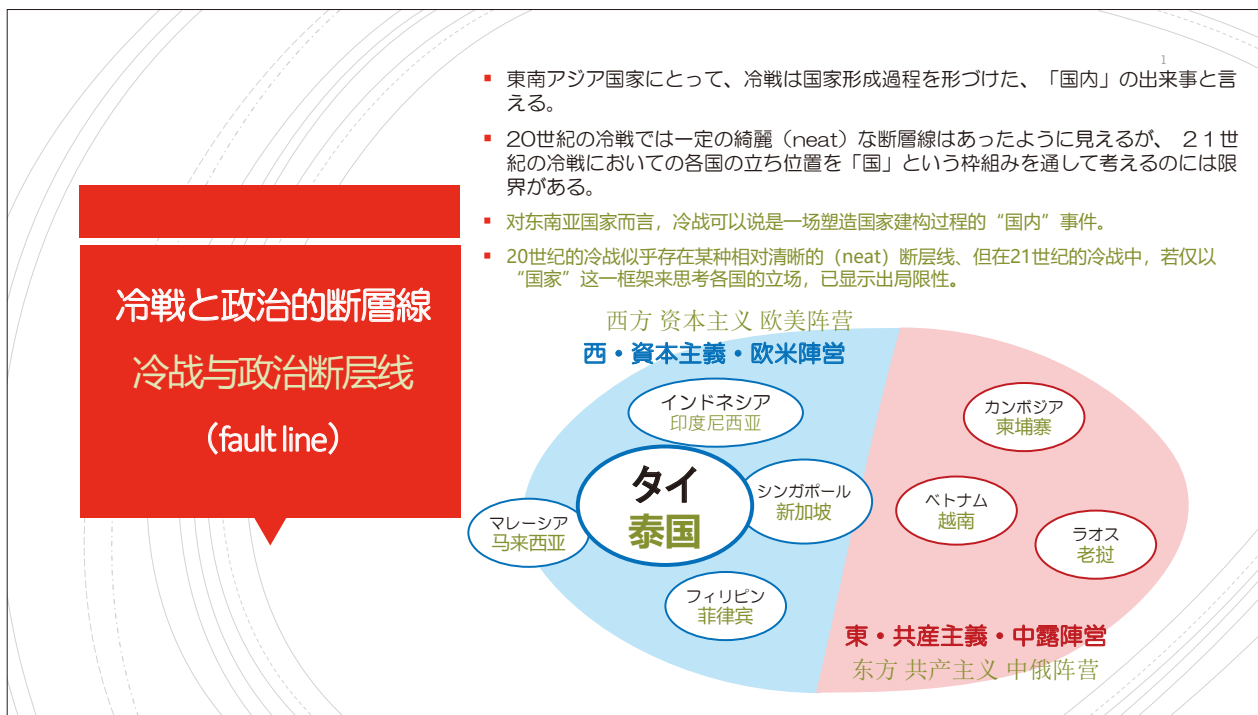 1
冷戦と政治的断層線
冷战与政治断层线
（fault line）
▪ 東南アジア国家にとって、冷戦は国家形成過程を形づけた、「国内」の出来事と言
える。
▪ 20世紀の冷戦では一定の綺麗（neat）な断層線はあったように見えるが、 ２１世
紀の冷戦においての各国の立ち位置を「国」という枠組みを通して考えるのには限
界がある。
▪ 对东南亚国家而言，冷战可以说是一场塑造国家建构过程的“国内”事件。
▪ 20世纪的冷战似乎存在某种相对清晰的（neat）断层线、但在21世纪的冷战中，若仅以
“国家”这一框架来思考各国的立场，已显示出局限性。
西方 资本主义 欧美阵营
西・資本主義・欧米陣営
インドネシア
印度尼西亚
カンボジア
柬埔寨
タイ
泰国
シンガポール
新加坡
ベトナム
越南
マレーシア
马来西亚
ラオス
老挝
フィリピン
菲律宾
東・共産主義・中露陣営
东方 共产主义 中俄阵营